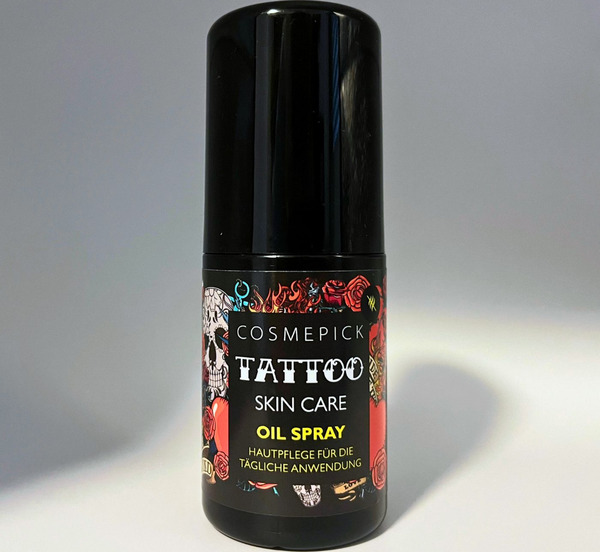 COSMEPICK
TATTOO
SKIN CARE
OIL SPRAY
HAUTPFLEGE FÜR DIE
TÄGLICHE ANWENDUNG